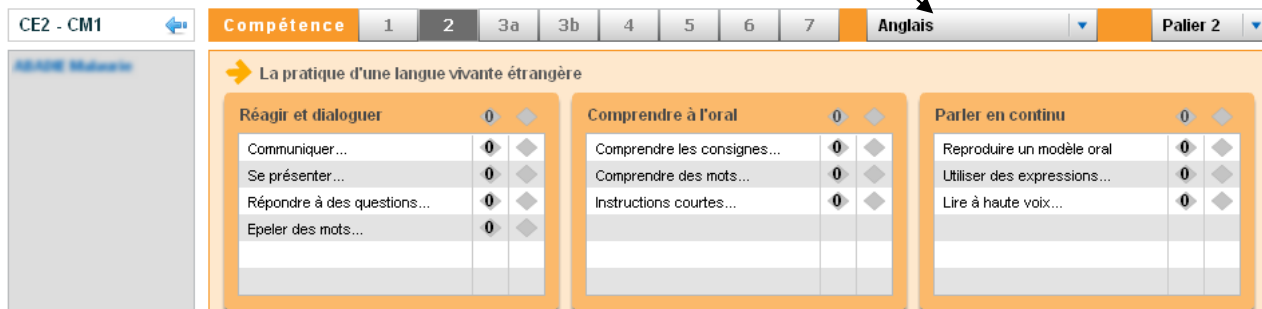 CE2 - CM1
Compétence 1 2 3a 3b 4 5 6 7 Anglais Palier 2
La pratique d'une langue vivante étrangère
Réagir et dialoguer 0
Communiquer... 0
Se présenter... 0
Répondre à des questions... 0
Epeler des mots... 0
Comprendre à l'oral 0
Comprendre les consignes... 0
Comprendre des mots... 0
Instructions courtes... 0
Parler en continu 0
Reproduire un modèle oral 0
Utiliser des expressions... 0
Lire à haute voix... 0